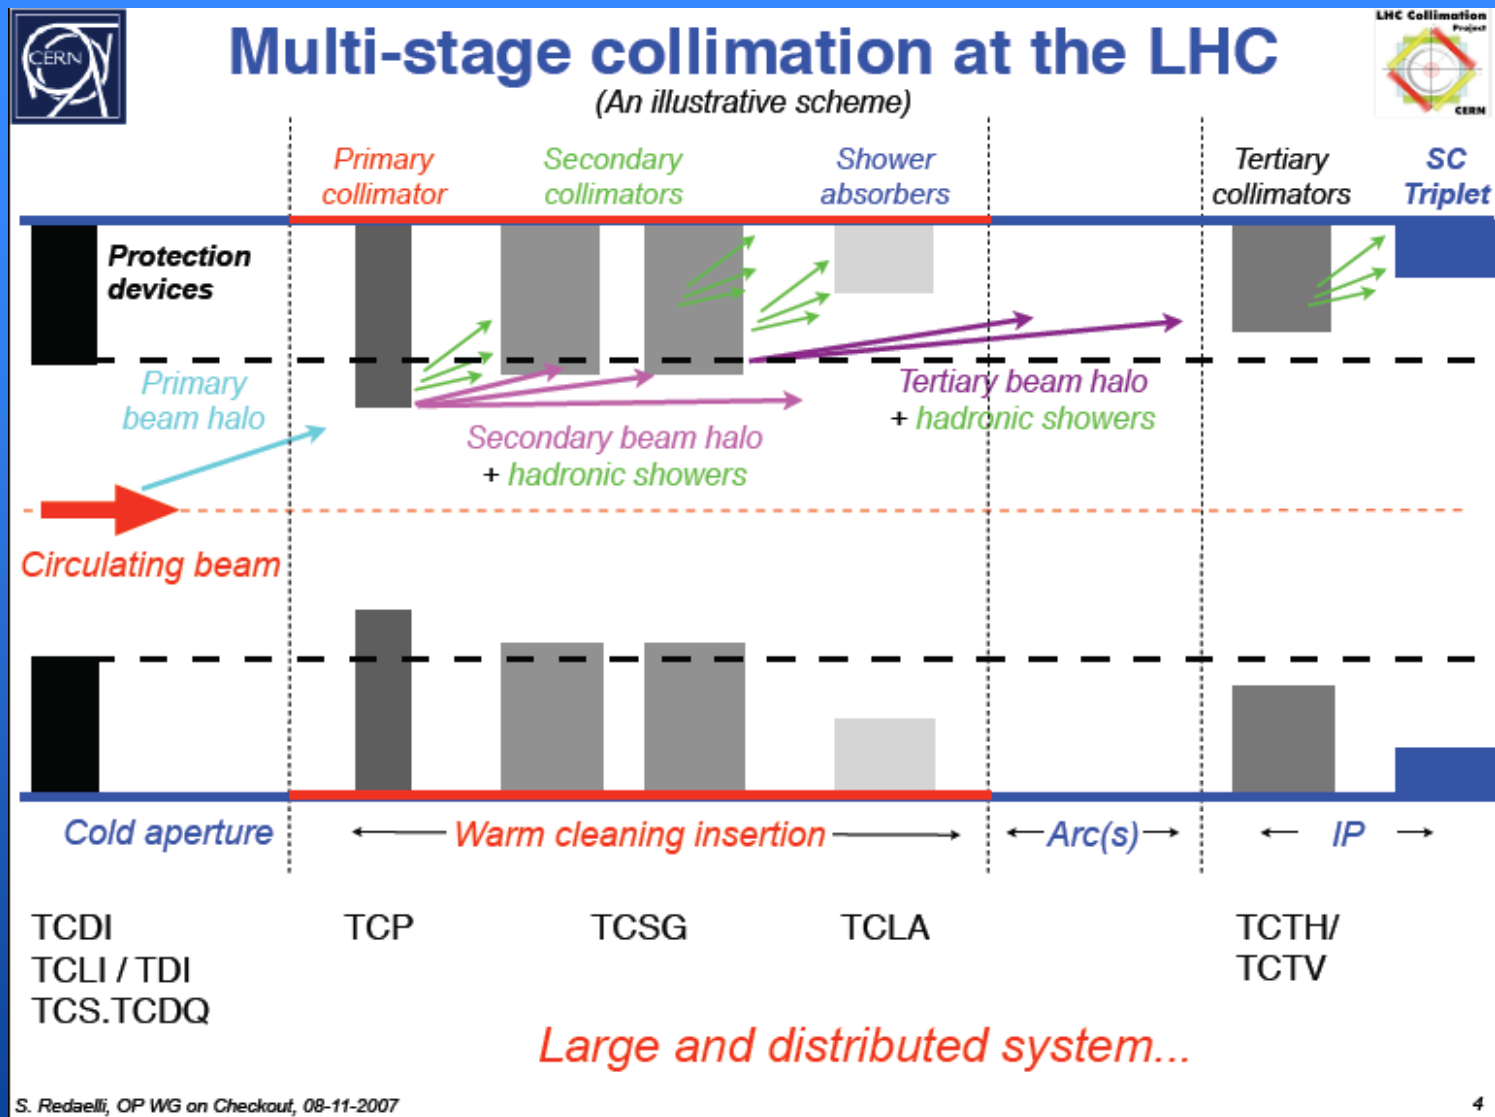 CERN
Multi-stage collimation at the LHC
(An illustrative scheme)
LHC Collimation
Project
CERN
Primary
collimator
Secondary
collimators
Shower
absorbers
Tertiary
collimators
SC
Triplet
Protection
devices
Primary
beam halo
Secondary beam halo
+ hadronic showers
Tertiary beam halo
+ hadronic showers
Circulating beam
Cold aperture
Warm cleaning insertion
Arc(s)
IP
TCDI
TCLI / TDI
TCS.TCDQ
TCP
TCSG
TCLA
TCTH/
TCTV
Large and distributed system...
S. Redaelli, OP WG on Checkout, 08-11-2007
4